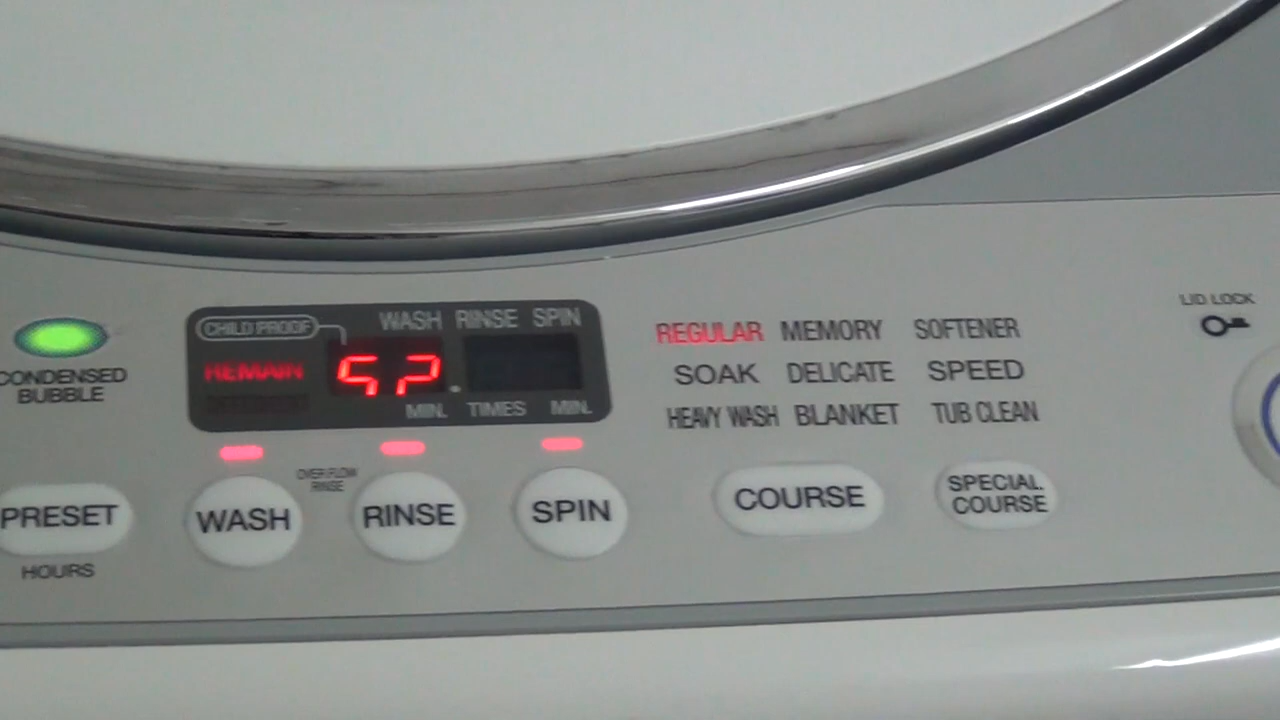 LID LOCK
CHILD PROOF WASH RINSE SPIN
REMAIN 52
MIN. TIMES MIN.
CONDENSED
BUBBLE
REGULAR MEMORY SOFTENER
SOAK DELICATE SPEED
HEAVY WASH BLANKET TUB CLEAN
OVER FLOW
RINSE
PRESET WASH RINSE SPIN COURSE SPECIAL
COURSE
HOURS